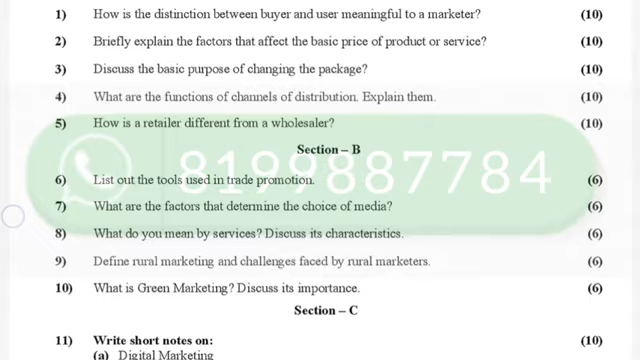 1) How is the distinction between buyer and user meaningful to a marketer? (10)
2) Briefly explain the factors that affect the basic price of product or service? (10)
3) Discuss the basic purpose of changing the package? (10)
4) What are the functions of channels of distribution. Explain them. (10)
5) How is a retailer different from a wholesaler? (10)
Section – B
8199887784
6) List out the tools used in trade promotion. (6)
7) What are the factors that determine the choice of media? (6)
8) What do you mean by services? Discuss its characteristics. (6)
9) Define rural marketing and challenges faced by rural marketers. (6)
10) What is Green Marketing? Discuss its importance. (6)
Section – C
11) Write short notes on: (10)
(a) Digital Marketing